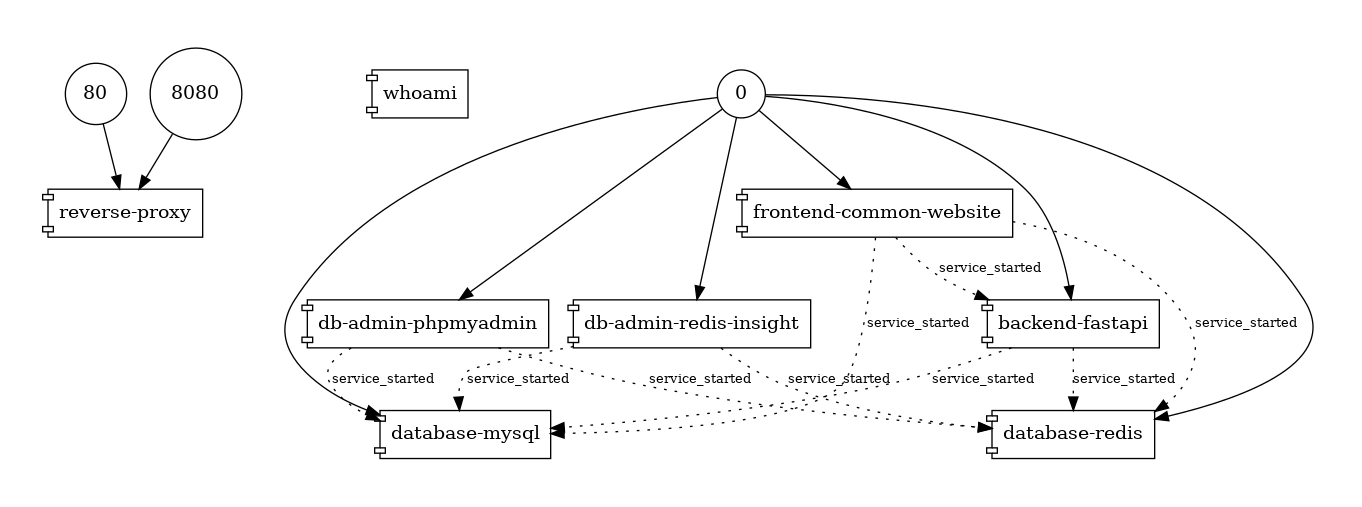 80
8080
whoami
0
reverse-proxy
frontend-common-website
service_started
db-admin-phpmyadmin
db-admin-redis-insight
service_started
backend-fastapi
service_started
service_started
service_started
service_started
service_started
service_started
service_started
database-mysql
database-redis